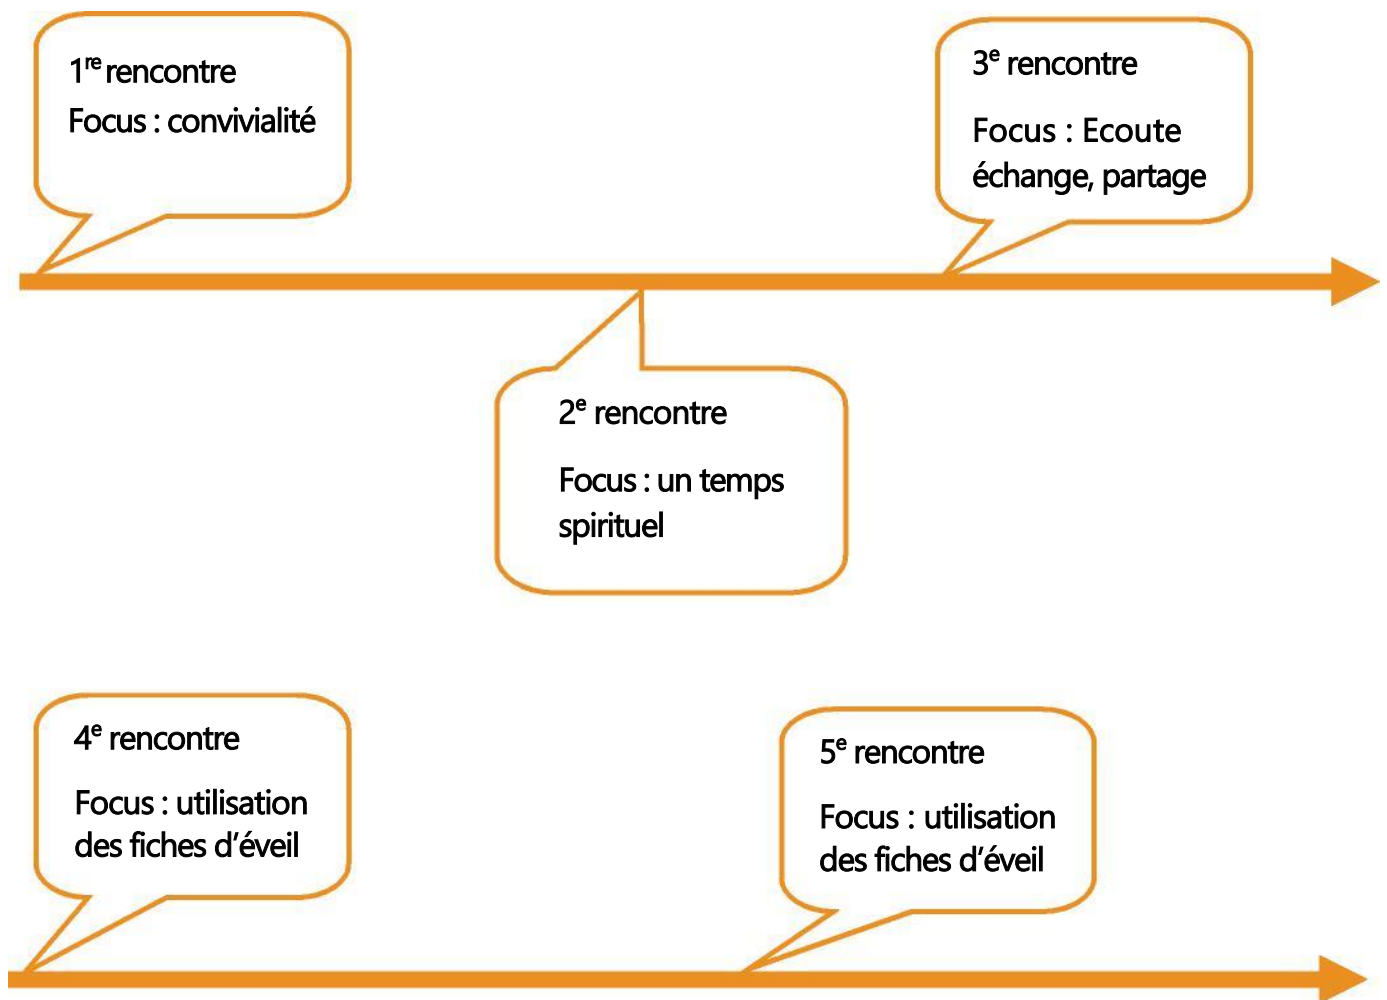 1re rencontre
Focus : convivialité
3e rencontre
Focus : Ecoute
échange, partage
2e rencontre
Focus : un temps
spirituel
4e rencontre
Focus : utilisation
des fiches d’éveil
5e rencontre
Focus : utilisation
des fiches d’éveil